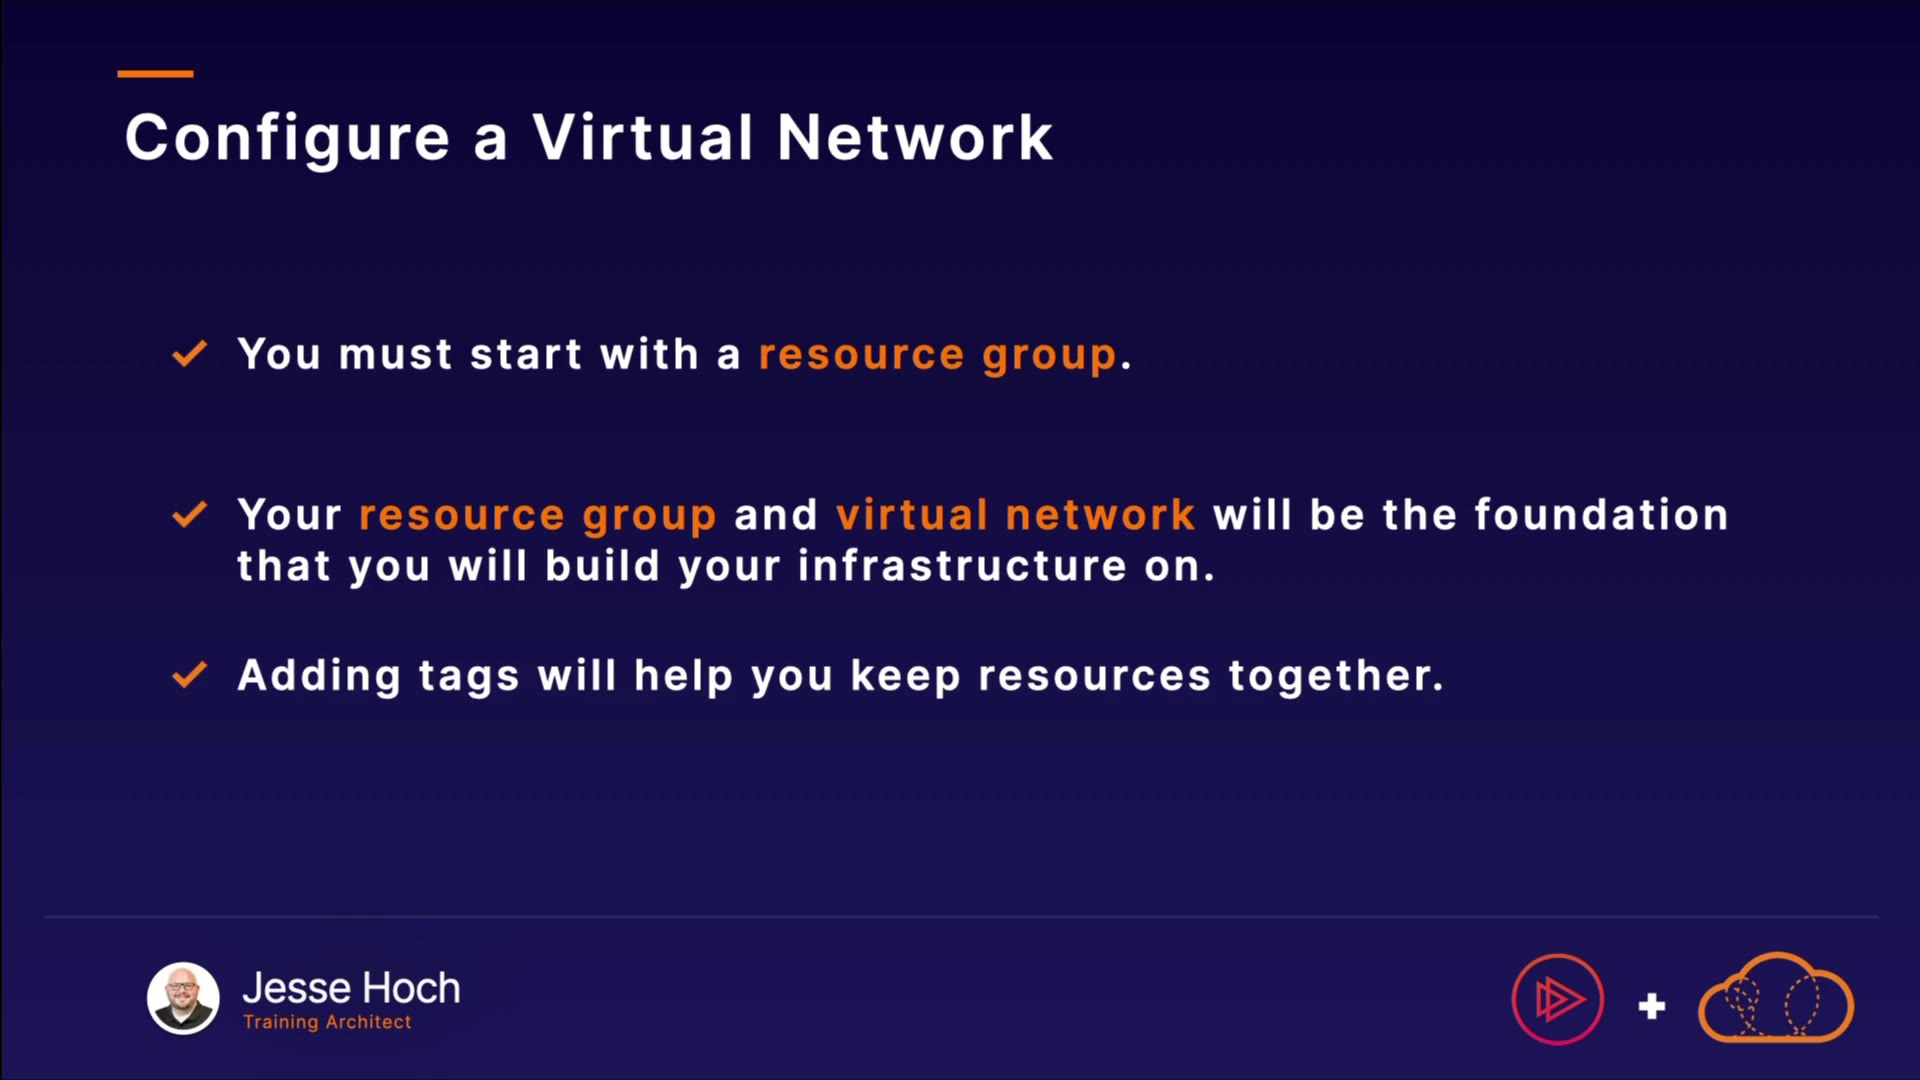 Configure a Virtual Network
You must start with a resource group.
Your resource group and virtual network will be the foundation
that you will build your infrastructure on.
Adding tags will help you keep resources together.
Jesse Hoch
Training Architect